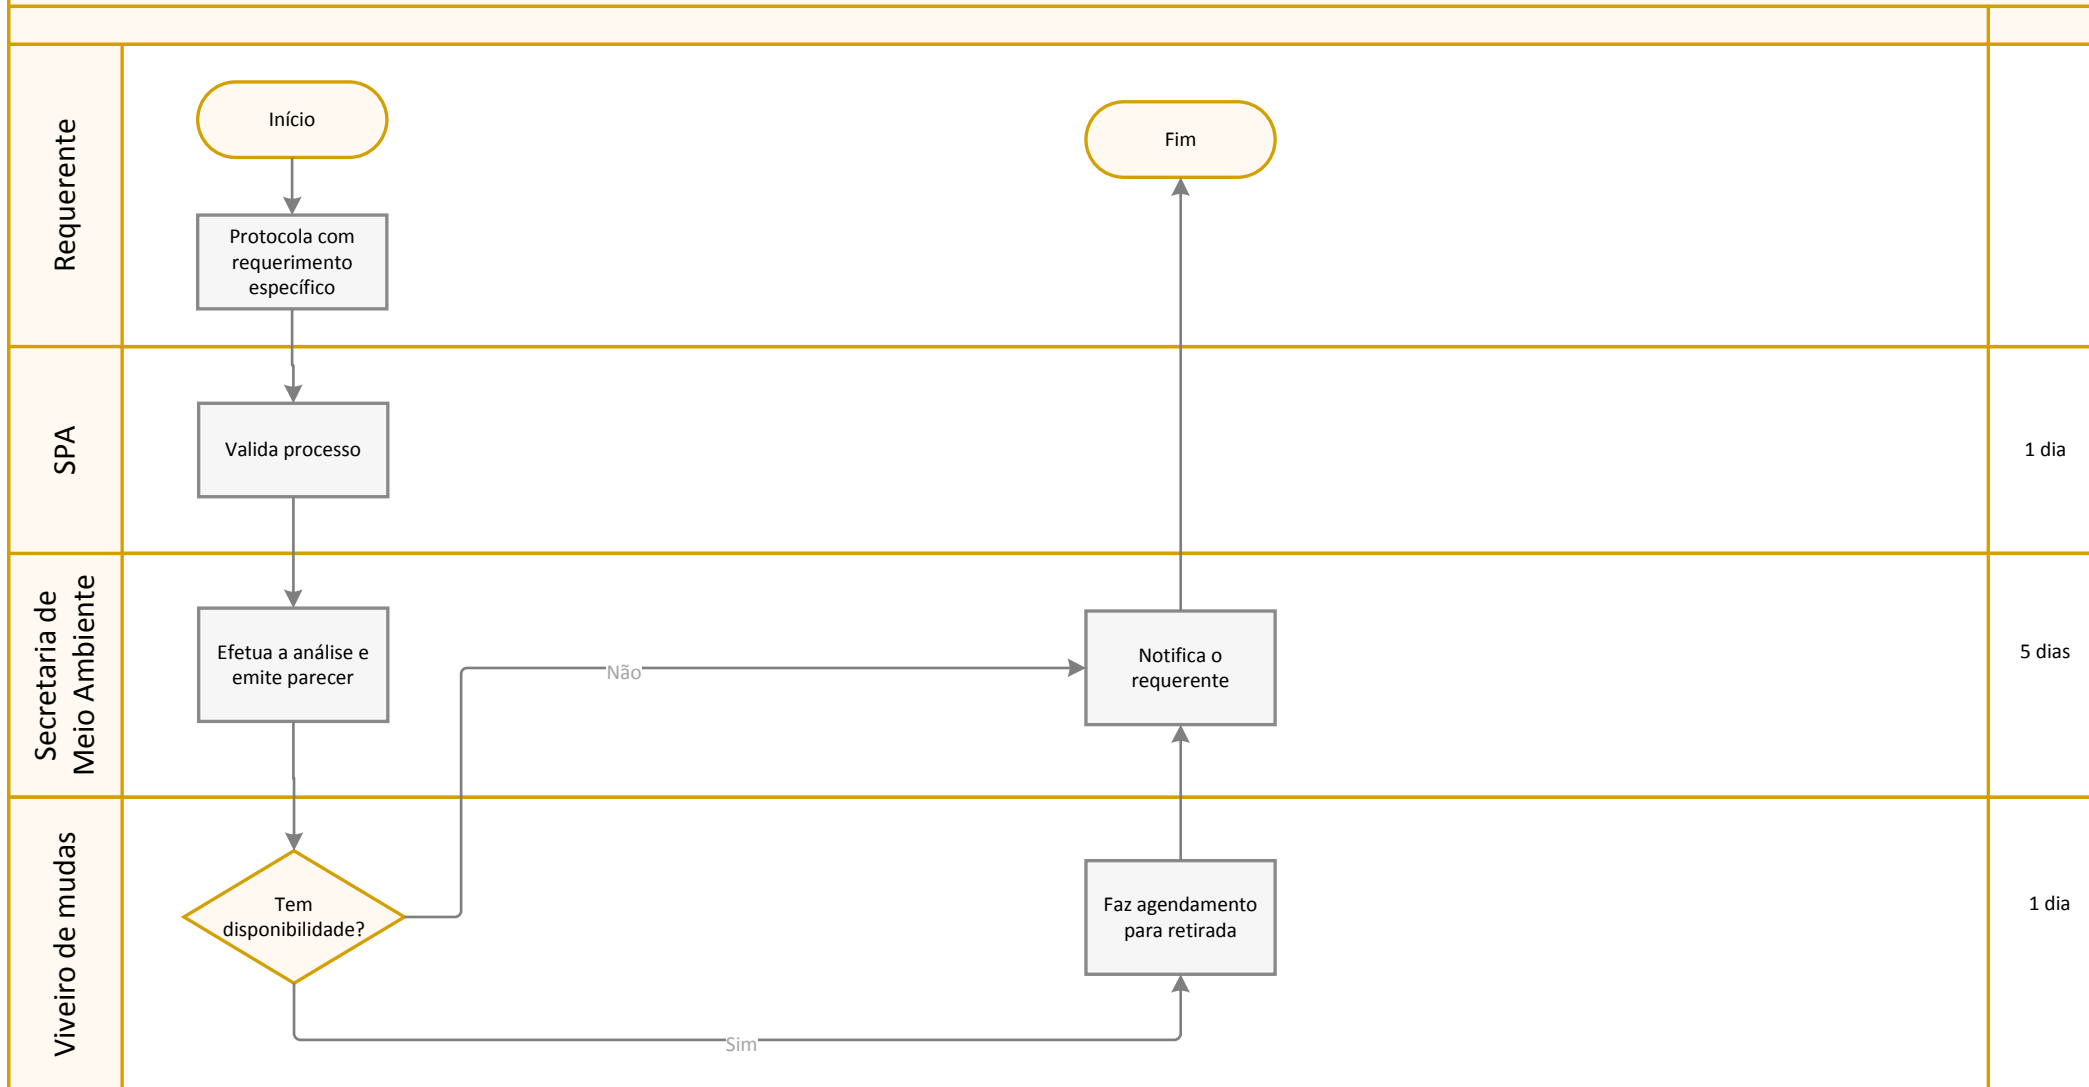 Requerente
Início
Fim
Protocola com
requerimento
específico
SPA
Valida processo
1 dia
Secretaria de
Meio Ambiente
Efetua a análise e
emite parecer
Não
Notifica o
requerente
5 dias
Viveiro de mudas
Tem
disponibilidade?
Faz agendamento
para retirada
1 dia
Sim